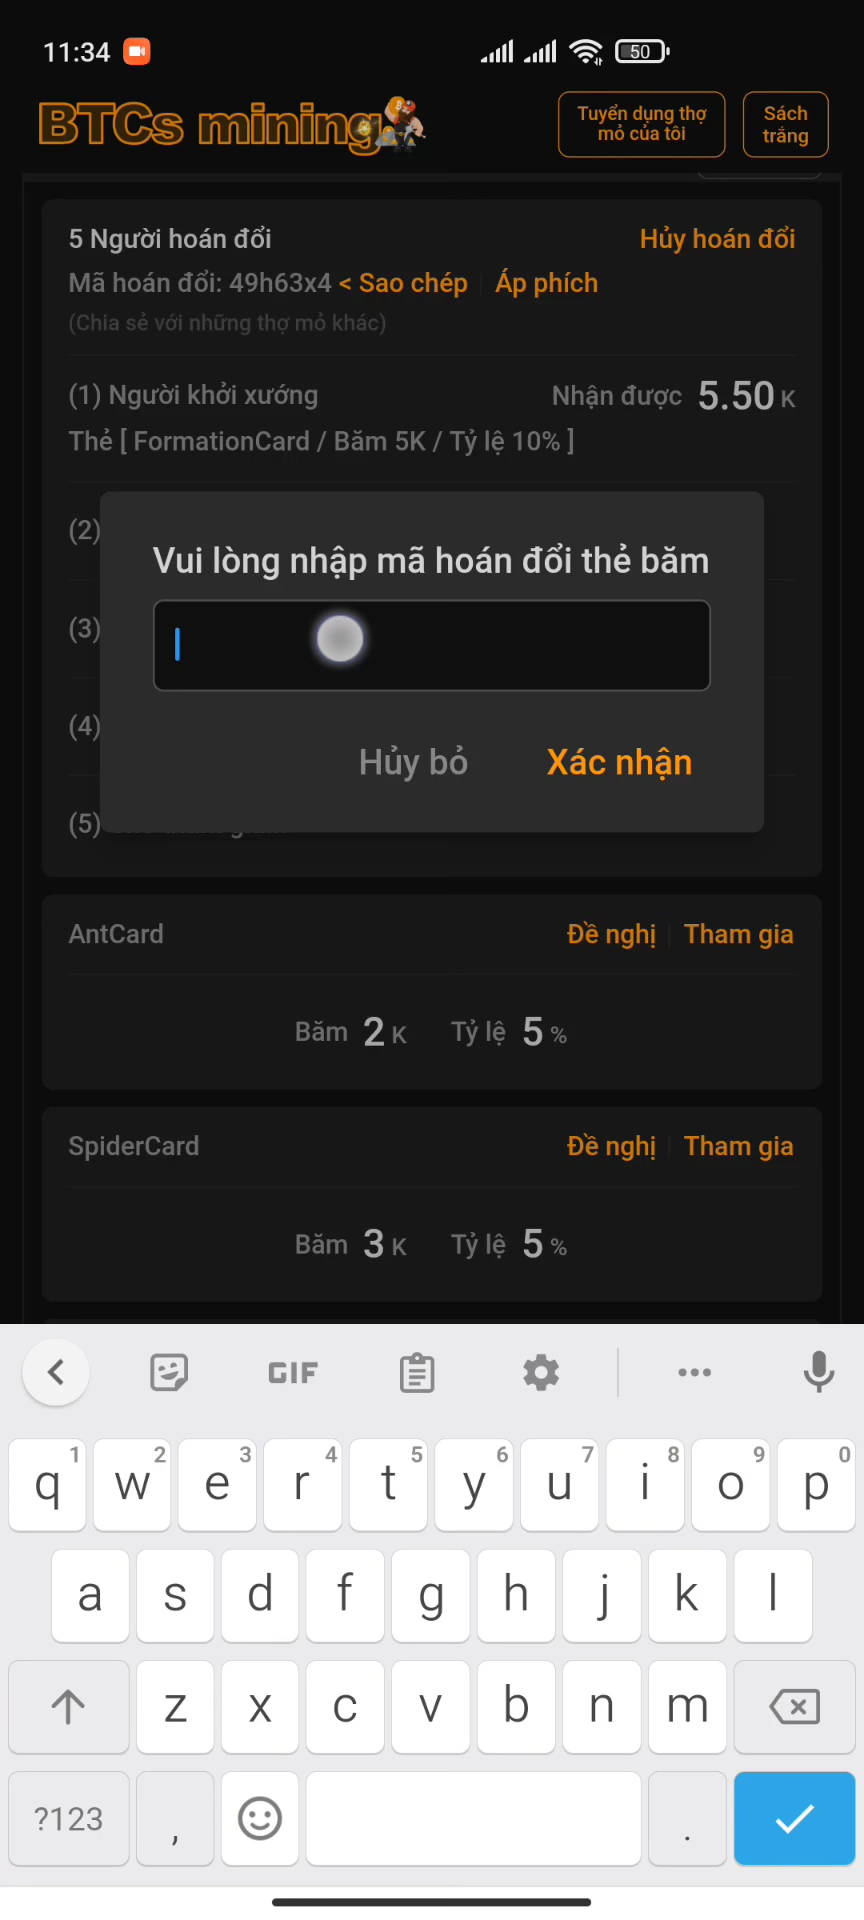 11:34
50
BTCs mining
Tuyển dụng thợ
mỏ của tôi
Sách
trắng
5 Người hoán đổi
Hủy hoán đổi
Mã hoán đổi: 49h63x4 < Sao chép
Áp phích
(Chia sẻ với những thợ mỏ khác)
(1) Người khởi xướng
Nhận được 5.50 K
Thẻ [ FormationCard / Băm 5K / Tỷ lệ 10% ]
(2)
Vui lòng nhập mã hoán đổi thẻ băm
(3)
(4)
Hủy bỏ
Xác nhận
(5)
AntCard
Đề nghị
Tham gia
Băm 2 K
Tỷ lệ 5 %
SpiderCard
Đề nghị
Tham gia
Băm 3 K
Tỷ lệ 5 %
GIF
1 2 3 4 5 6 7 8 9 0
q w e r t y u i o p
a s d f g h j k l
z x c v b n m
?123 , .